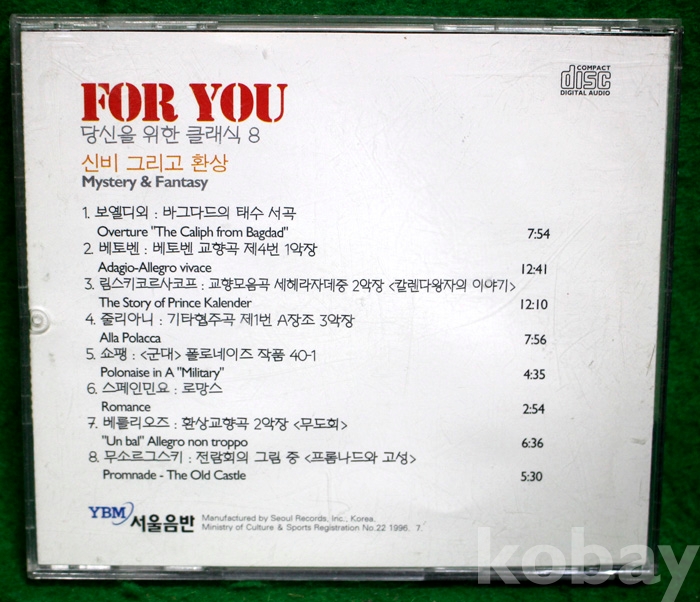 FOR YOU
COMPACT
disc
DIGITAL AUDIO
당신을 위한 클래식 8
신비 그리고 환상
Mystery & Fantasy
1. 보옐디외 : 바그다드의 태수 서곡
Overture "The Caliph from Bagdad" 7:54
2. 베토벤 : 베토벤 교향곡 제4번 1악장
Adagio-Allegro vivace 12:41
3. 림스키코르사코프 : 교향모음곡 세헤라자데중 2악장 <칼렌다왕자의 이야기>
The Story of Prince Kalender 12:10
4. 줄리아니 : 기타협주곡 제1번 A장조 3악장
Alla Polacca 7:56
5. 쇼팽 : <군대> 폴로네이즈 작품 40-1
Polonaise in A "Military" 4:35
6. 스페인민요 : 로망스
Romance 2:54
7. 베를리오즈 : 환상교향곡 2악장 <무도회>
"Un bal" Allegro non troppo 6:36
8. 무소르그스키 : 전람회의 그림 중 <프롬나드와 고성>
Promnade - The Old Castle 5:30
YBM 서울음반
Manufactured by Seoul Records, Inc., Korea.
Ministry of Culture & Sports Registration No.22 1996. 7.
kobay